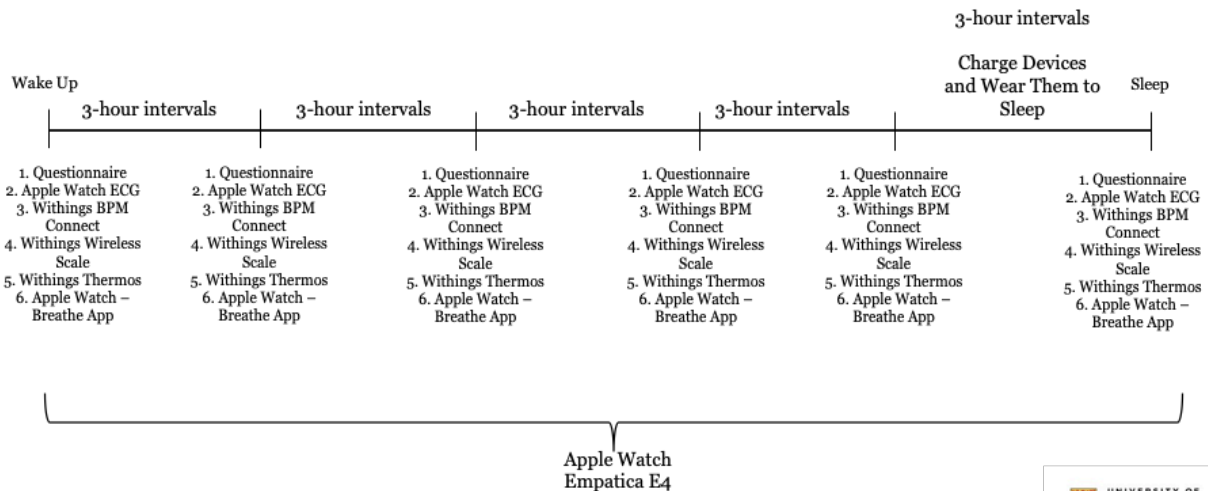 3-hour intervals
Charge Devices
and Wear Them to
Sleep
Wake Up
Sleep
3-hour intervals
3-hour intervals
3-hour intervals
3-hour intervals
1. Questionnaire
2. Apple Watch ECG
3. Withings BPM
Connect
4. Withings Wireless
Scale
5. Withings Thermos
6. Apple Watch –
Breathe App
1. Questionnaire
2. Apple Watch ECG
3. Withings BPM
Connect
4. Withings Wireless
Scale
5. Withings Thermos
6. Apple Watch –
Breathe App
1. Questionnaire
2. Apple Watch ECG
3. Withings BPM
Connect
4. Withings Wireless
Scale
5. Withings Thermos
6. Apple Watch –
Breathe App
1. Questionnaire
2. Apple Watch ECG
3. Withings BPM
Connect
4. Withings Wireless
Scale
5. Withings Thermos
6. Apple Watch –
Breathe App
1. Questionnaire
2. Apple Watch ECG
3. Withings BPM
Connect
4. Withings Wireless
Scale
5. Withings Thermos
6. Apple Watch –
Breathe App
1. Questionnaire
2. Apple Watch ECG
3. Withings BPM
Connect
4. Withings Wireless
Scale
5. Withings Thermos
6. Apple Watch –
Breathe App
Apple Watch
Empatica E4
UNIVERSITY OF